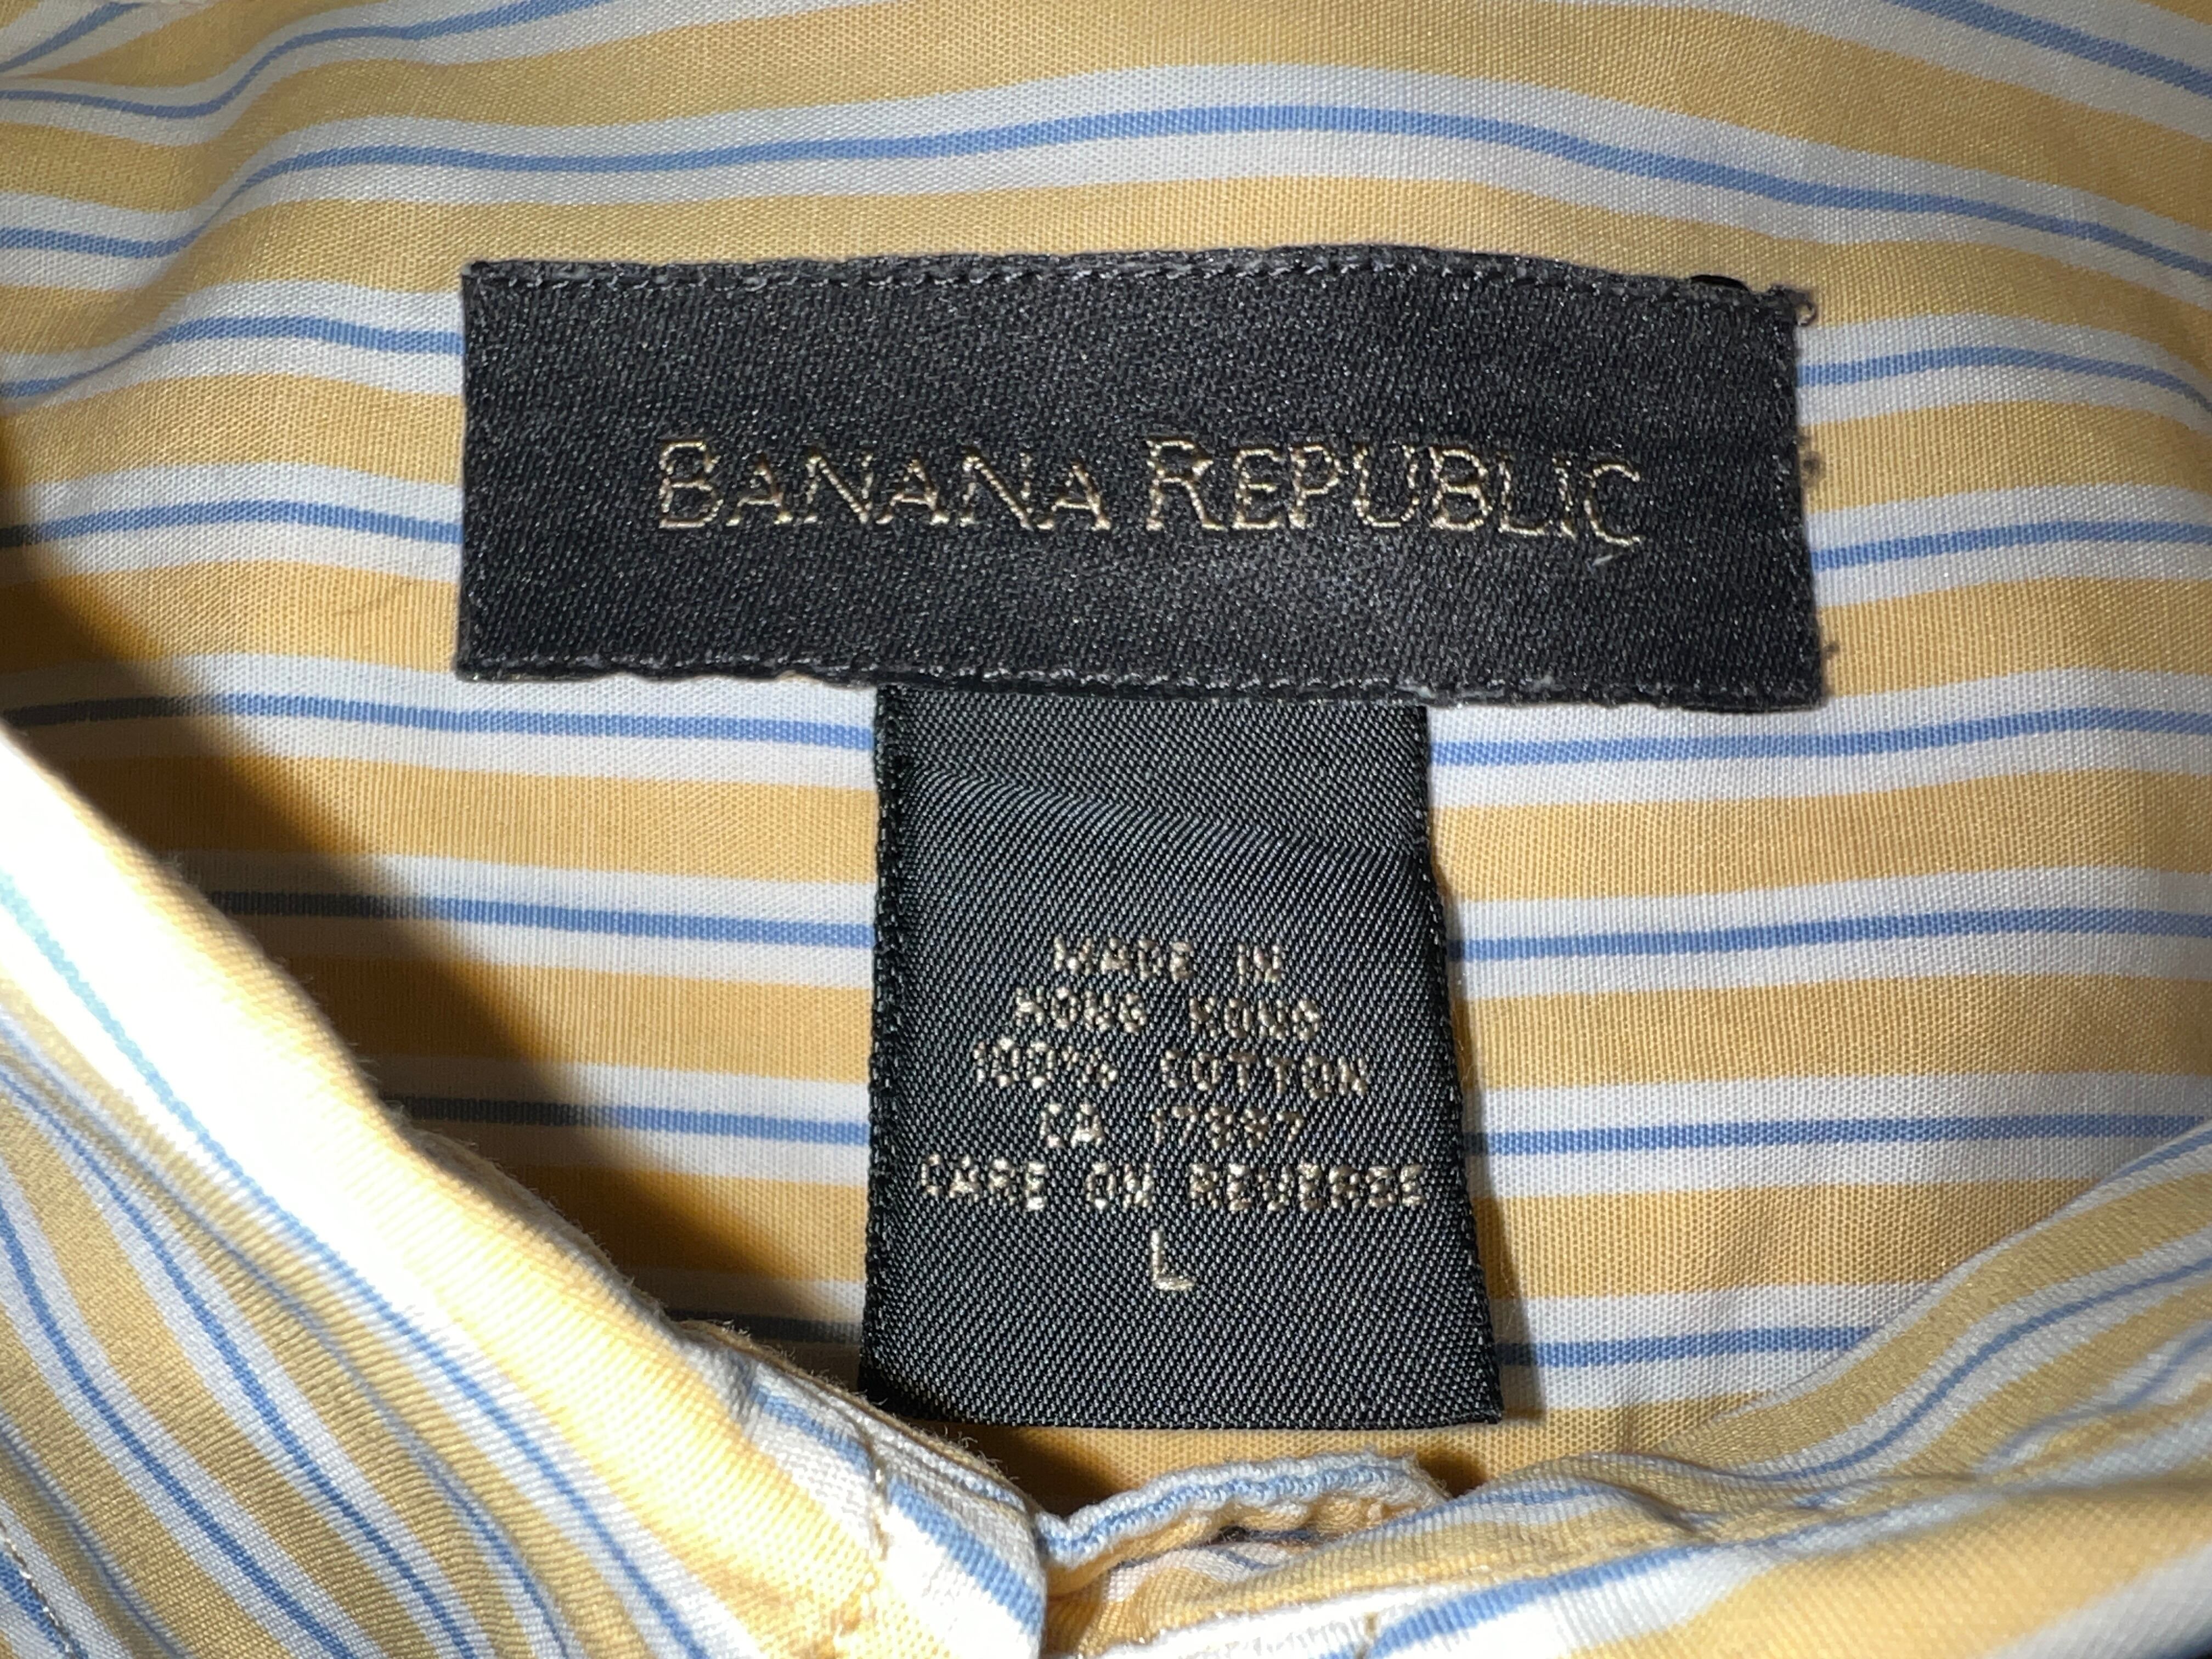 BANANA REPUBLIC
MADE IN
HONG KONG
100% COTTON
CA 17897
CARE ON REVERSE
L